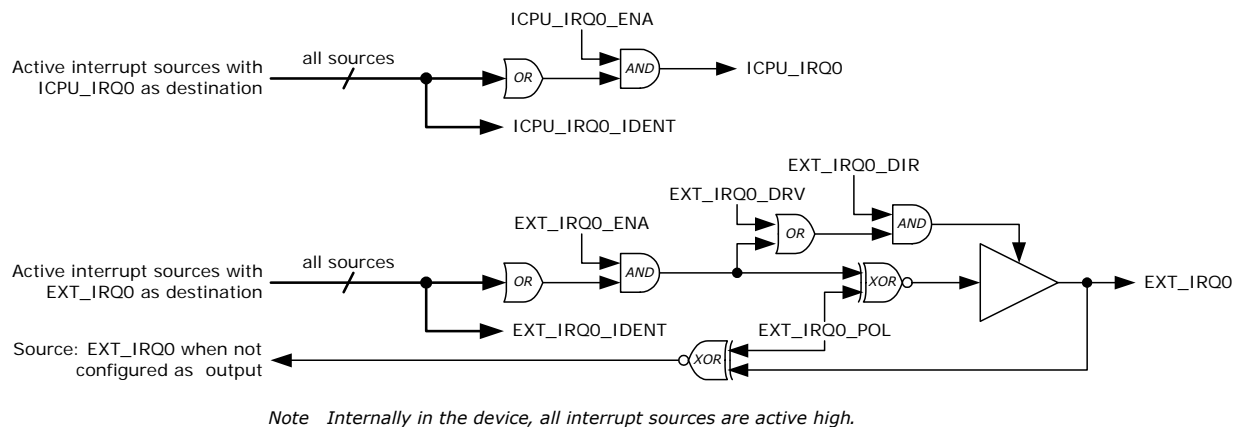 ICPU_IRQ0_ENA
all sources
Active interrupt sources with
ICPU_IRQ0 as destination
OR
AND
ICPU_IRQ0
ICPU_IRQ0_IDENT
EXT_IRQ0_DIR
EXT_IRQ0_DRV
EXT_IRQ0_ENA
AND
OR
all sources
Active interrupt sources with
EXT_IRQ0 as destination
OR
AND
XOR
EXT_IRQ0
EXT_IRQ0_IDENT
EXT_IRQ0_POL
Source: EXT_IRQ0 when not
configured as output
XOR
Note Internally in the device, all interrupt sources are active high.